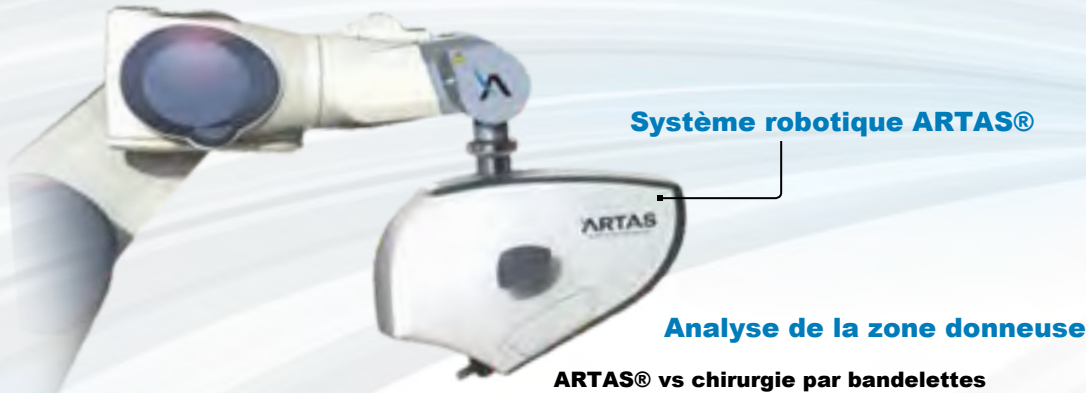 Système robotique ARTAS®
ARTAS
Analyse de la zone donneuse
ARTAS® vs chirurgie par bandelettes